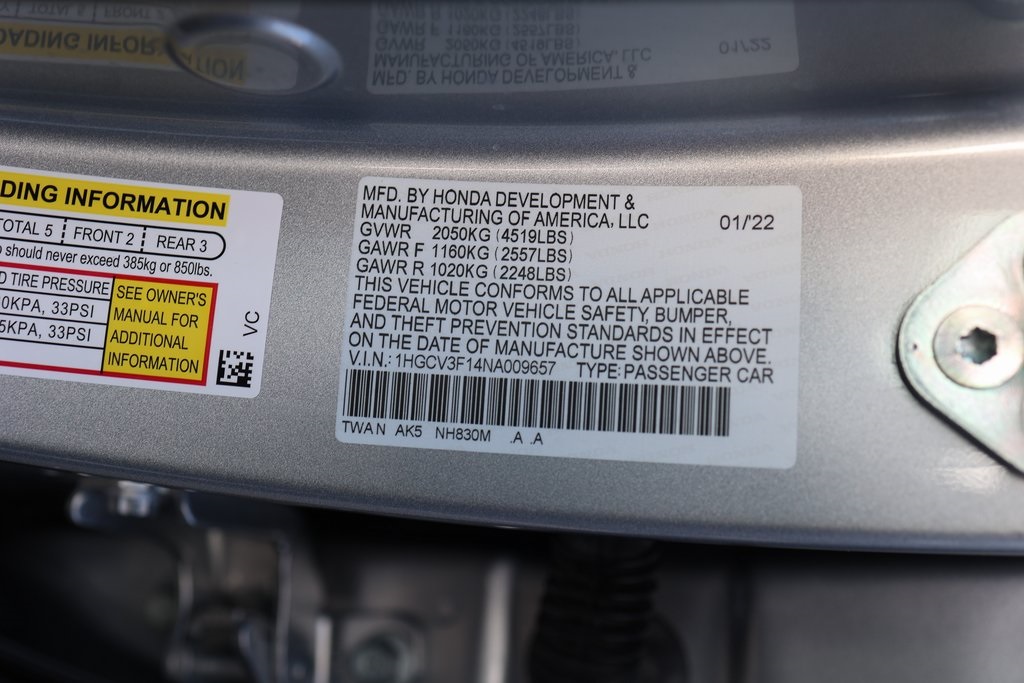 DING INFORMATION
TOTAL 5 FRONT 2 REAR 3
should never exceed 385kg or 850lbs.
TIRE PRESSURE
0KPA, 33PSI
5KPA, 33PSI
SEE OWNER'S
MANUAL FOR
ADDITIONAL
INFORMATION
VC
MFD. BY HONDA DEVELOPMENT &
MANUFACTURING OF AMERICA, LLC 01/'22
GVWR 2050KG (4519LBS)
GAWR F 1160KG (2557LBS)
GAWR R 1020KG (2248LBS)
THIS VEHICLE CONFORMS TO ALL APPLICABLE
FEDERAL MOTOR VEHICLE SAFETY, BUMPER,
AND THEFT PREVENTION STANDARDS IN EFFECT
ON THE DATE OF MANUFACTURE SHOWN ABOVE.
V.I.N.: 1HGCV3F14NA009657 TYPE: PASSENGER CAR
TWA N AK5 NH830M .A .A